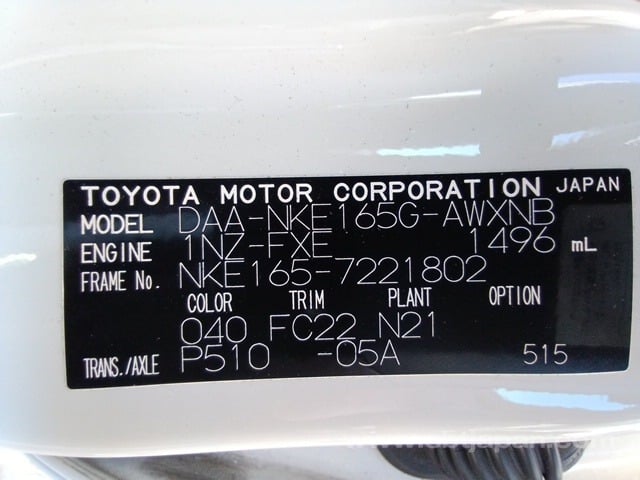 TOYOTA MOTOR CORPORATION JAPAN
MODEL DAA-NKE165G-AWXNB
ENGINE 1NZ-FXE 1496 mL
FRAME No. NKE165-7221802
COLOR TRIM PLANT OPTION
040 FC22 N21
TRANS./AXLE P510 -05A 515